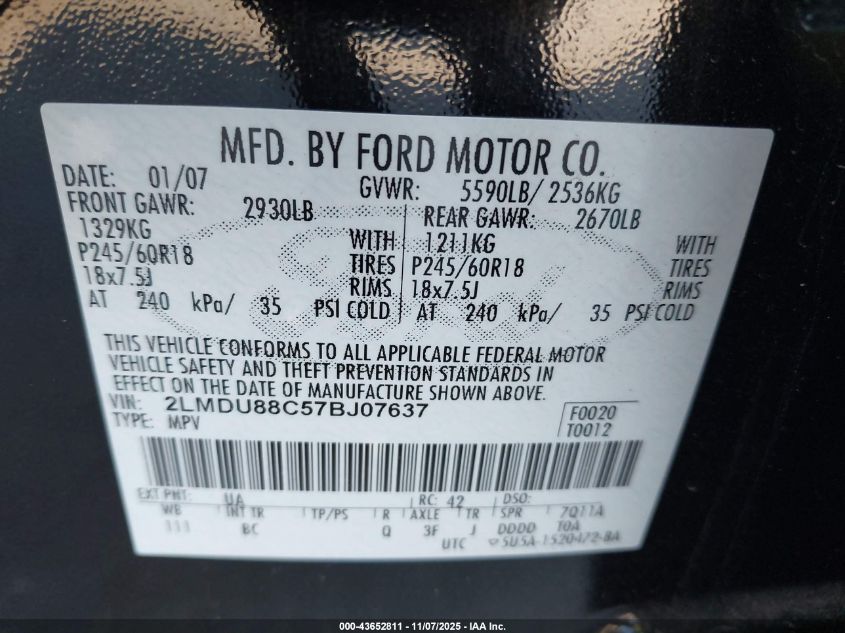 MFD. BY FORD MOTOR CO.
DATE: 01/07 GVWR: 5590LB/ 2536KG
FRONT GAWR: 2930LB REAR GAWR: 2670LB
1329KG WITH 1211KG WITH
P245/60R18 TIRES P245/60R18 TIRES
18x7.5J RIMS 18x7.5J RIMS
AT 240 kPa/ 35 PSI COLD AT 240 kPa/ 35 PSI COLD
THIS VEHICLE CONFORMS TO ALL APPLICABLE FEDERAL MOTOR
VEHICLE SAFETY AND THEFT PREVENTION STANDARDS IN
EFFECT ON THE DATE OF MANUFACTURE SHOWN ABOVE.
VIN: 2LMDU88C57BJ07637 F0020
TYPE: MPV T0012
EXT PNT: UA RC: 42 DSO:
WB INT TR TP/PS R AXLE TR SPR 7Q11A
BC Q 3F J DDDD T0A
UTC 5U5A-1520472-BA
000-43652811 - 11/07/2025 - IAA Inc.